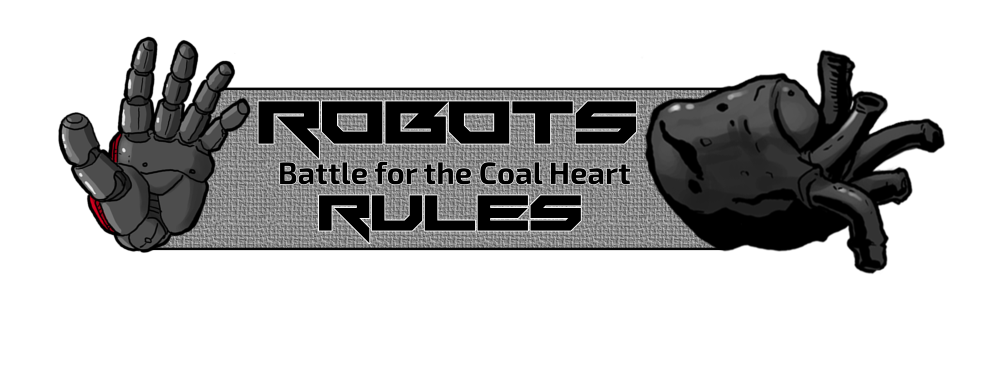 ROBOTS
Battle for the Coal Heart
RULES